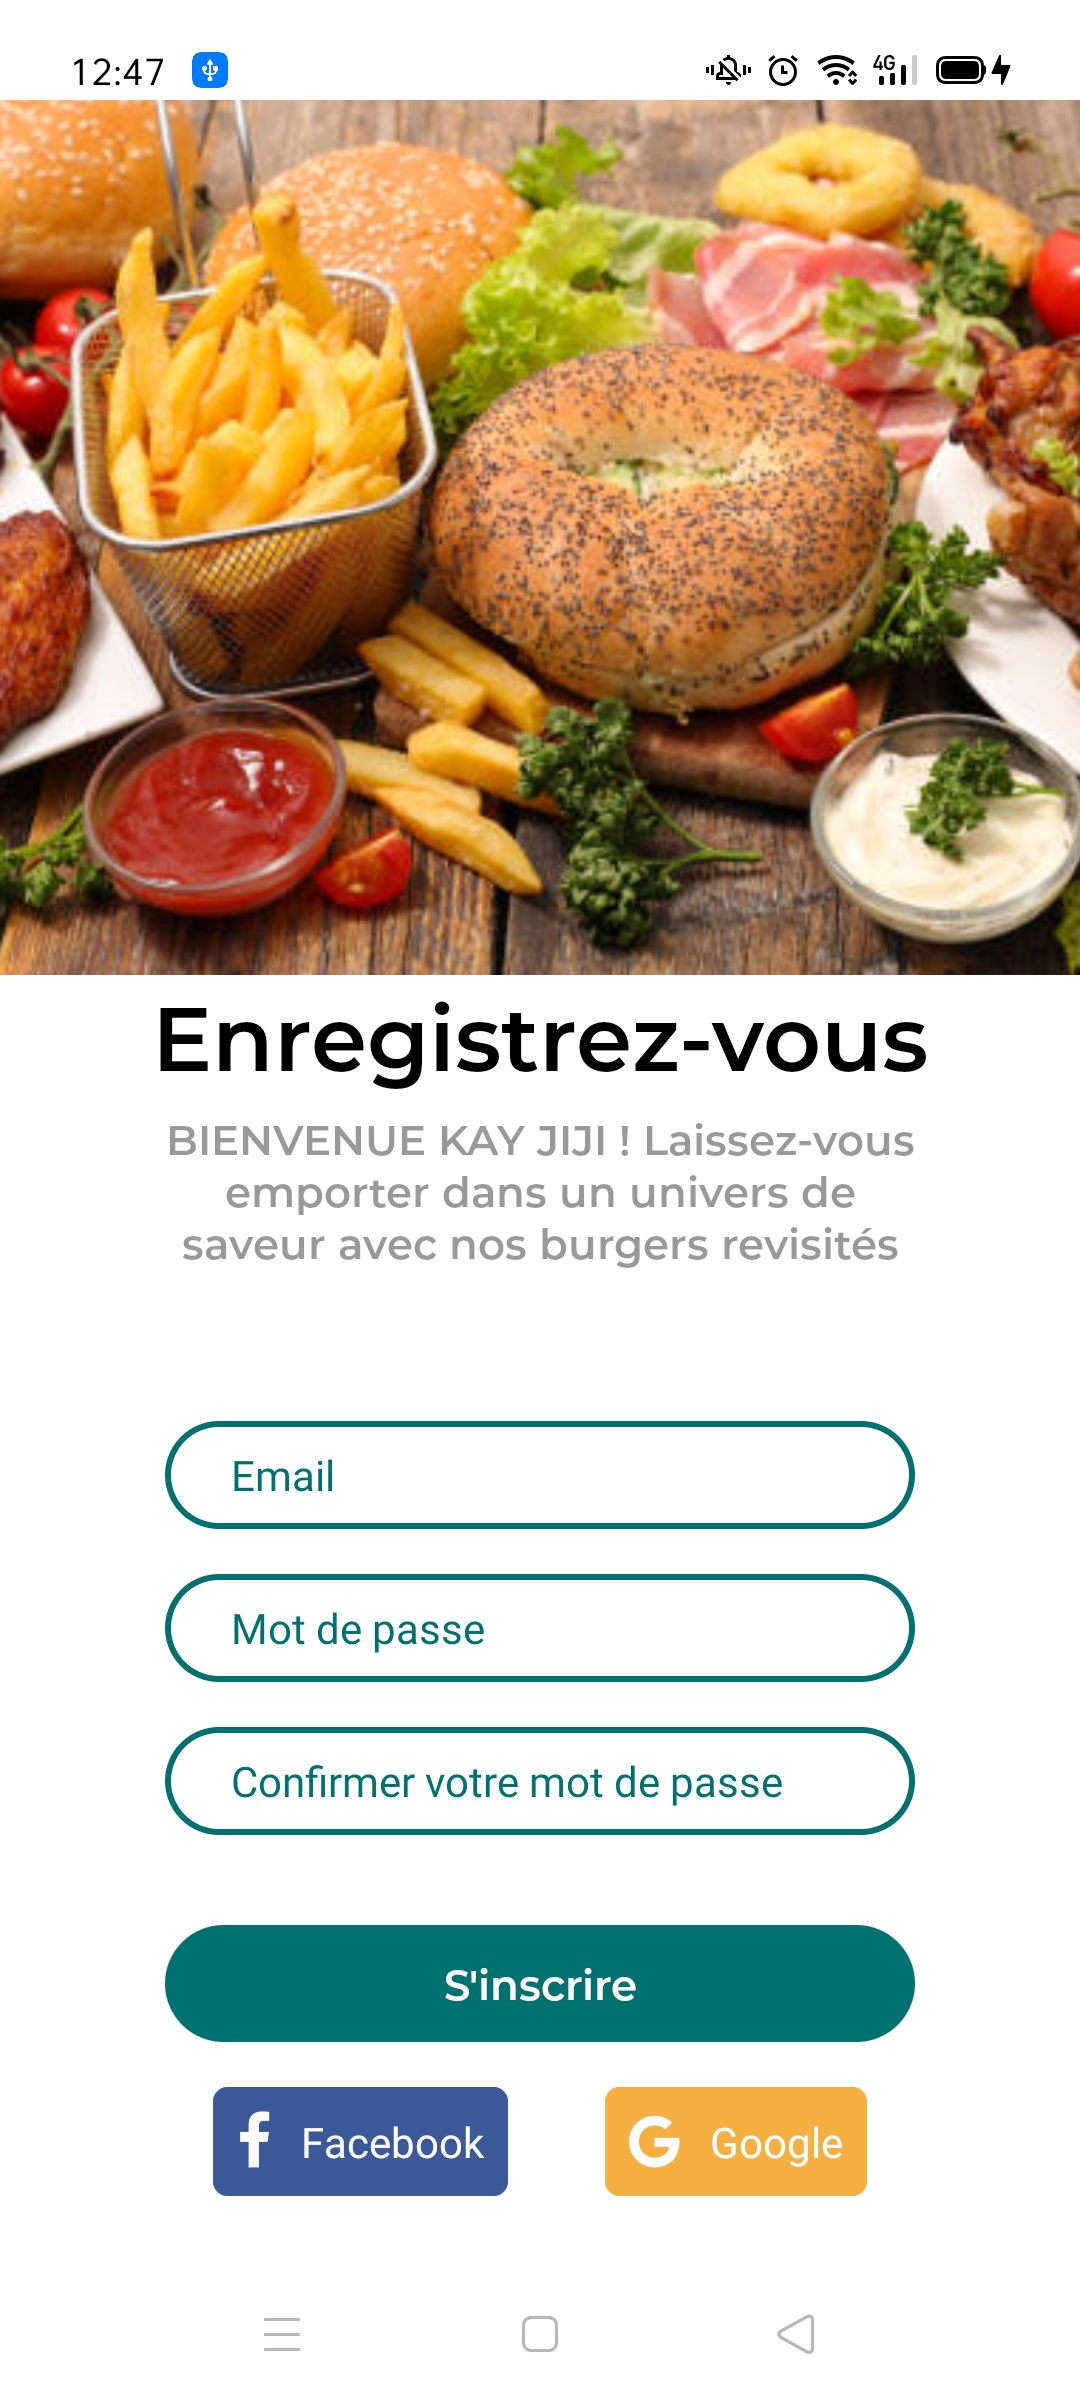 12:47
4G
Enregistrez-vous
BIENVENUE KAY JIJI ! Laissez-vous
emporter dans un univers de
saveur avec nos burgers revisités
Email
Mot de passe
Confirmer votre mot de passe
S'inscrire
f Facebook
G Google